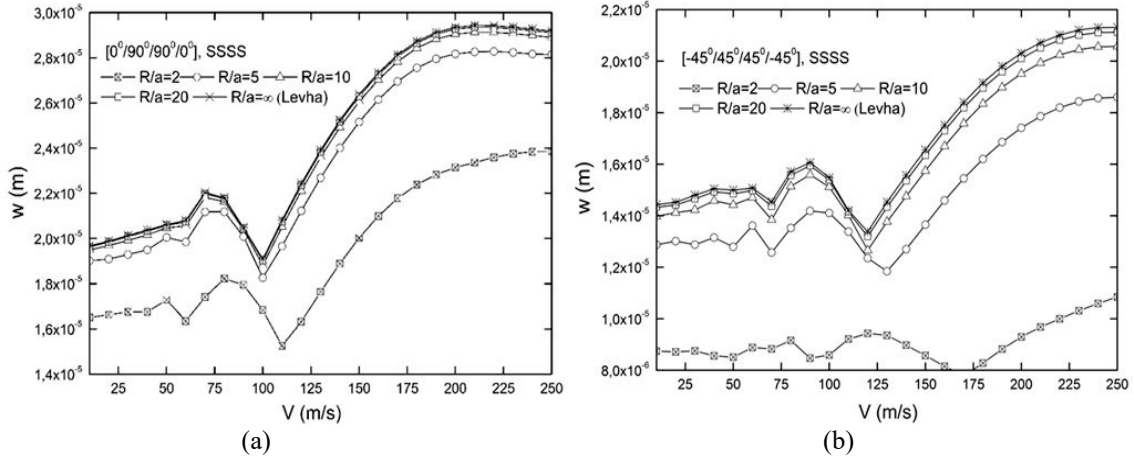 [0⁰/90⁰/90⁰/0⁰], SSSS
R/a=2 R/a=5 R/a=10
R/a=20 R/a=∞ (Levha)
3,0x10⁻⁵
2,8x10⁻⁵
2,6x10⁻⁵
2,4x10⁻⁵
2,2x10⁻⁵
2,0x10⁻⁵
1,8x10⁻⁵
1,6x10⁻⁵
1,4x10⁻⁵
w (m)
25 50 75 100 125 150 175 200 225 250
V (m/s)
(a)
[-45⁰/45⁰/45⁰/-45⁰], SSSS
R/a=2 R/a=5 R/a=10
R/a=20 R/a=∞ (Levha)
2,2x10⁻⁵
2,0x10⁻⁵
1,8x10⁻⁵
1,6x10⁻⁵
1,4x10⁻⁵
1,2x10⁻⁵
1,0x10⁻⁵
8,0x10⁻⁶
w (m)
25 50 75 100 125 150 175 200 225 250
V (m/s)
(b)